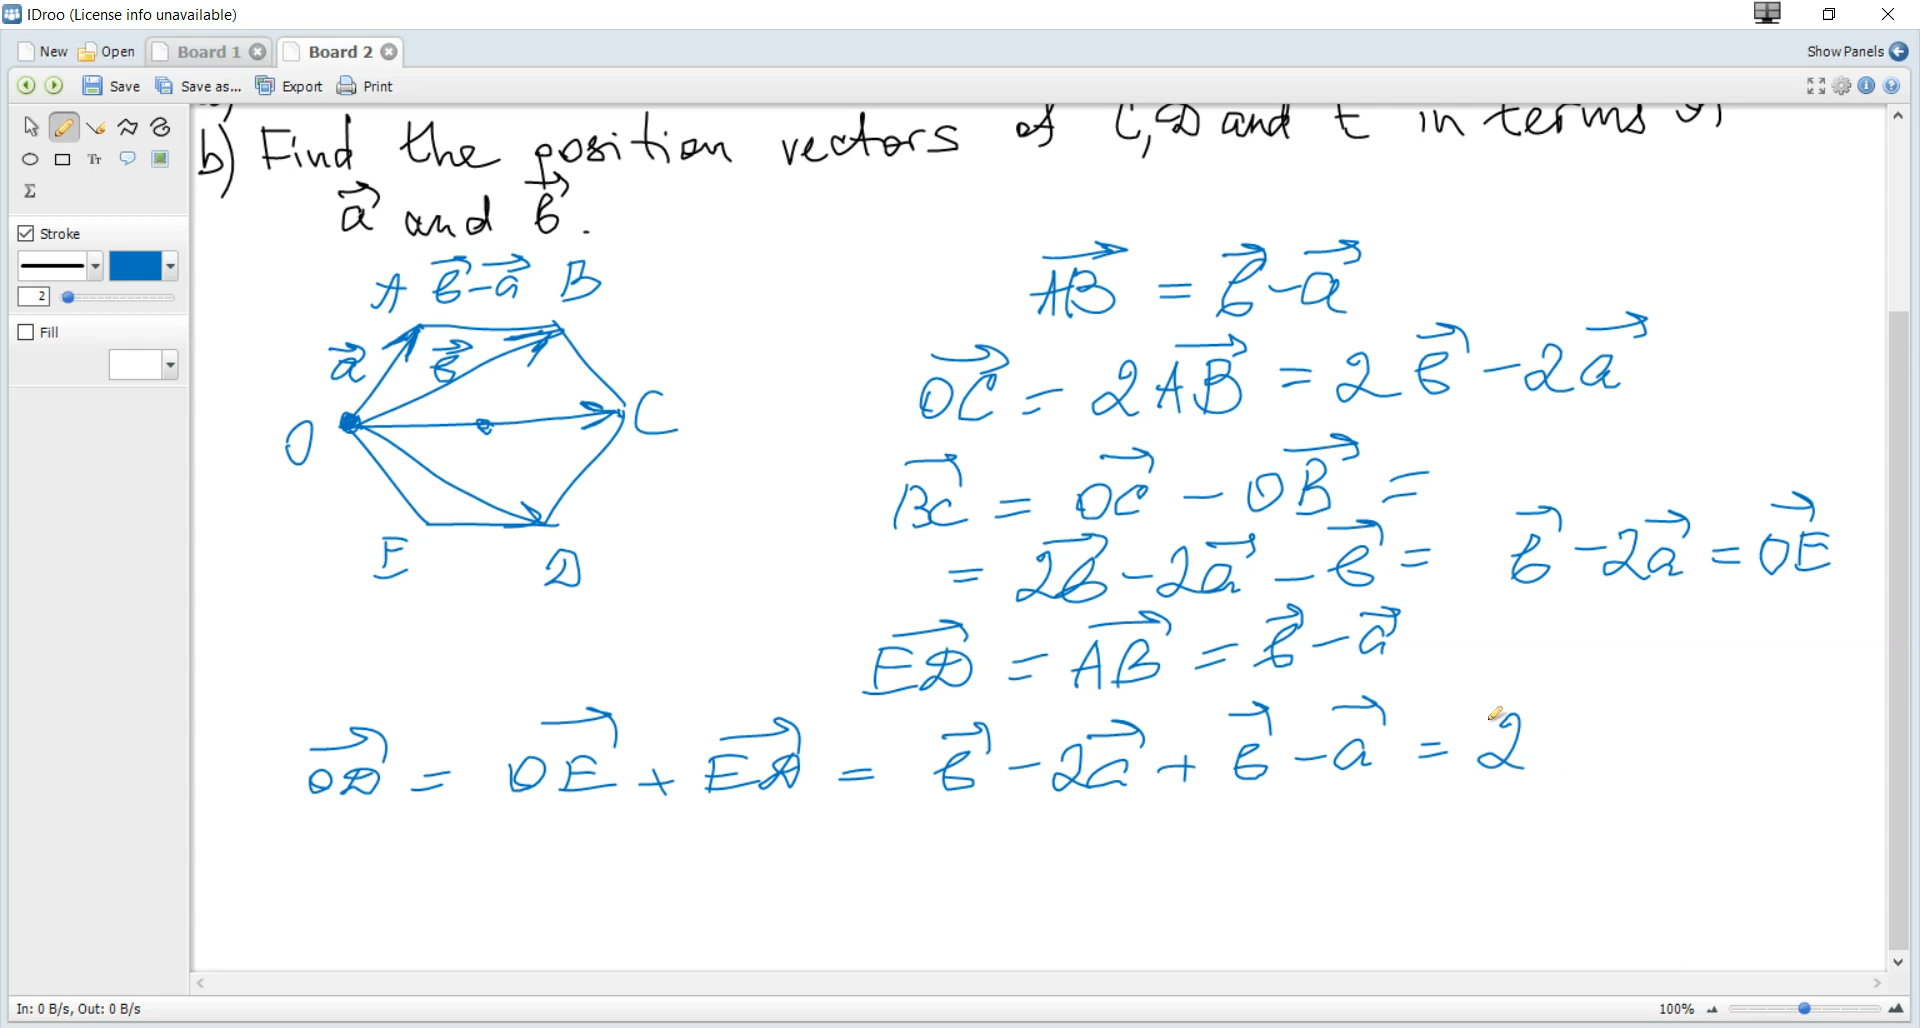 IDroo (License info unavailable)
New Open Board 1 Board 2 Show Panels
Save Save as... Export Print
b) Find the position vectors of C, D and E in terms of
a⃗ and b⃗.
Stroke
2
Fill
A b⃗-a⃗ B
a⃗ b⃗
O C
E D
AB⃗ = b⃗-a⃗
OC⃗ = 2AB⃗ = 2b⃗-2a⃗
BC⃗ = OC⃗ - OB⃗ =
= 2b⃗-2a⃗-b⃗ = b⃗-2a⃗ = OE⃗
ED⃗ = AB⃗ = b⃗-a⃗
OD⃗ = OE⃗ + ED⃗ = b⃗-2a⃗+b⃗-a⃗ = 2
In: 0 B/s, Out: 0 B/s 100%